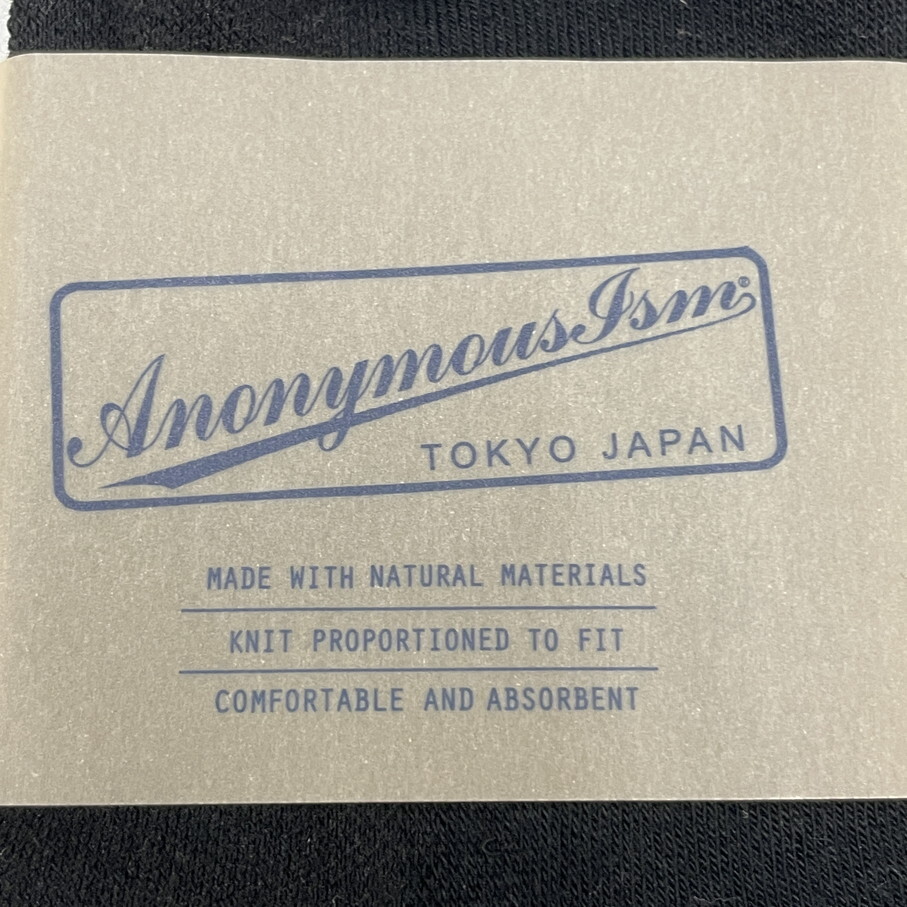 AnonymousIsm®
TOKYO JAPAN
MADE WITH NATURAL MATERIALS
KNIT PROPORTIONED TO FIT
COMFORTABLE AND ABSORBENT